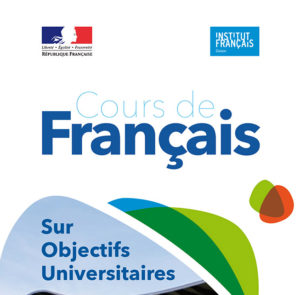 Liberté • Égalité • Fraternité
RÉPUBLIQUE FRANÇAISE
INSTITUT
FRANÇAIS
Cours de
Français
Sur
Objectifs
Universitaires